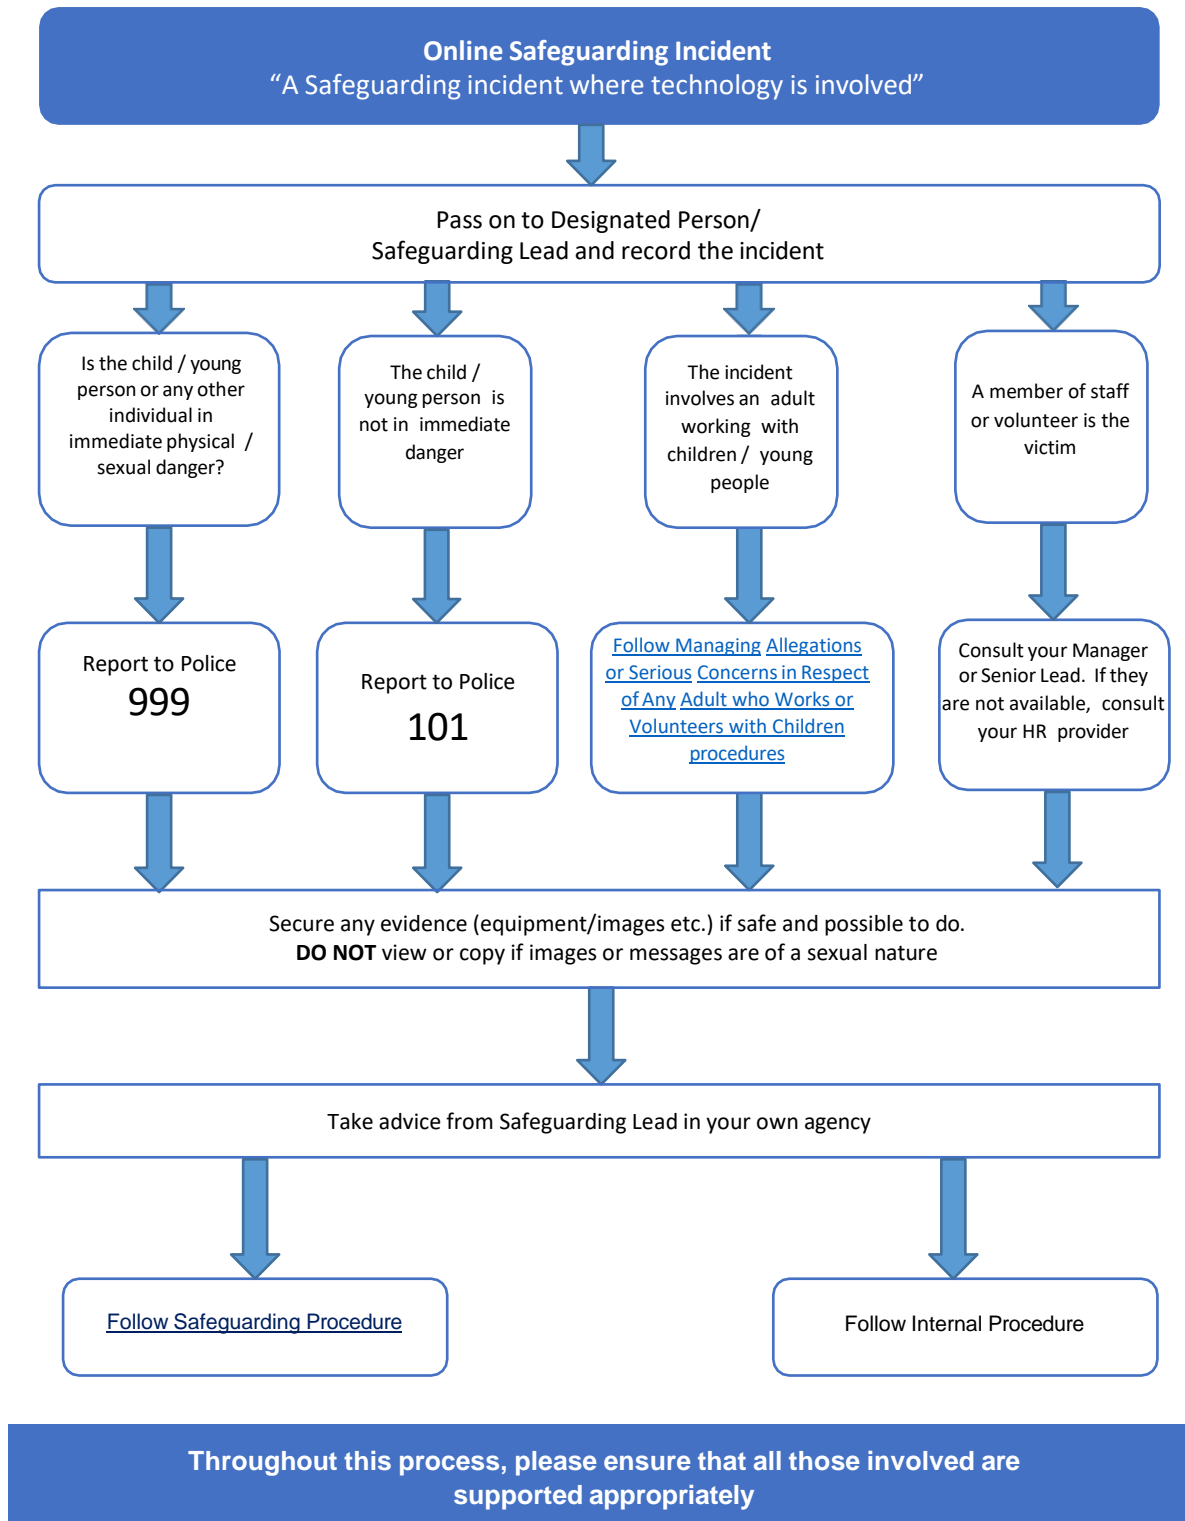 Online Safeguarding Incident
“A Safeguarding incident where technology is involved”
Pass on to Designated Person/
Safeguarding Lead and record the incident
Is the child / young
person or any other
individual in
immediate physical /
sexual danger?
The child /
young person is
not in immediate
danger
The incident
involves an adult
working with
children / young
people
A member of staff
or volunteer is the
victim
Report to Police
999
Report to Police
101
Follow Managing Allegations
or Serious Concerns in Respect
of Any Adult who Works or
Volunteers with Children
procedures
Consult your Manager
or Senior Lead. If they
are not available, consult
your HR provider
Secure any evidence (equipment/images etc.) if safe and possible to do.
DO NOT view or copy if images or messages are of a sexual nature
Take advice from Safeguarding Lead in your own agency
Follow Safeguarding Procedure
Follow Internal Procedure
Throughout this process, please ensure that all those involved are
supported appropriately